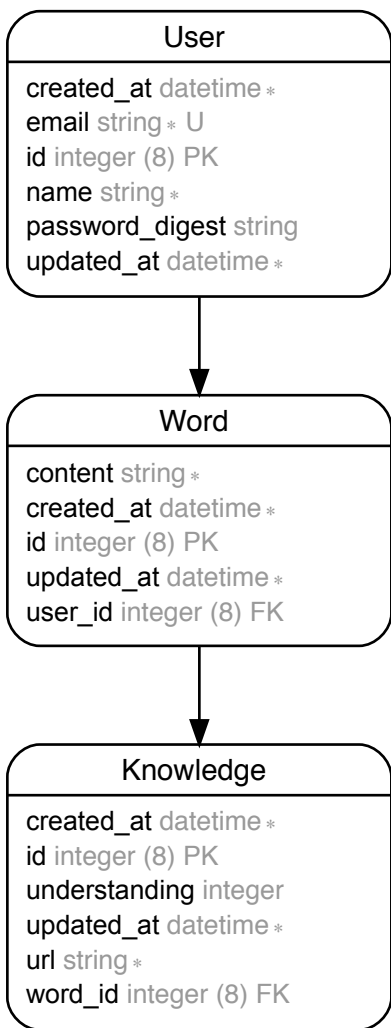 User
created_at datetime *
email string * U
id integer (8) PK
name string *
password_digest string
updated_at datetime *
Word
content string *
created_at datetime *
id integer (8) PK
updated_at datetime *
user_id integer (8) FK
Knowledge
created_at datetime *
id integer (8) PK
understanding integer
updated_at datetime *
url string *
word_id integer (8) FK